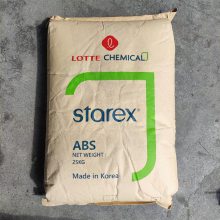 LOTTE CHEMICAL
starex®
ABS
NET WEIGHT
25KG
Made in Korea